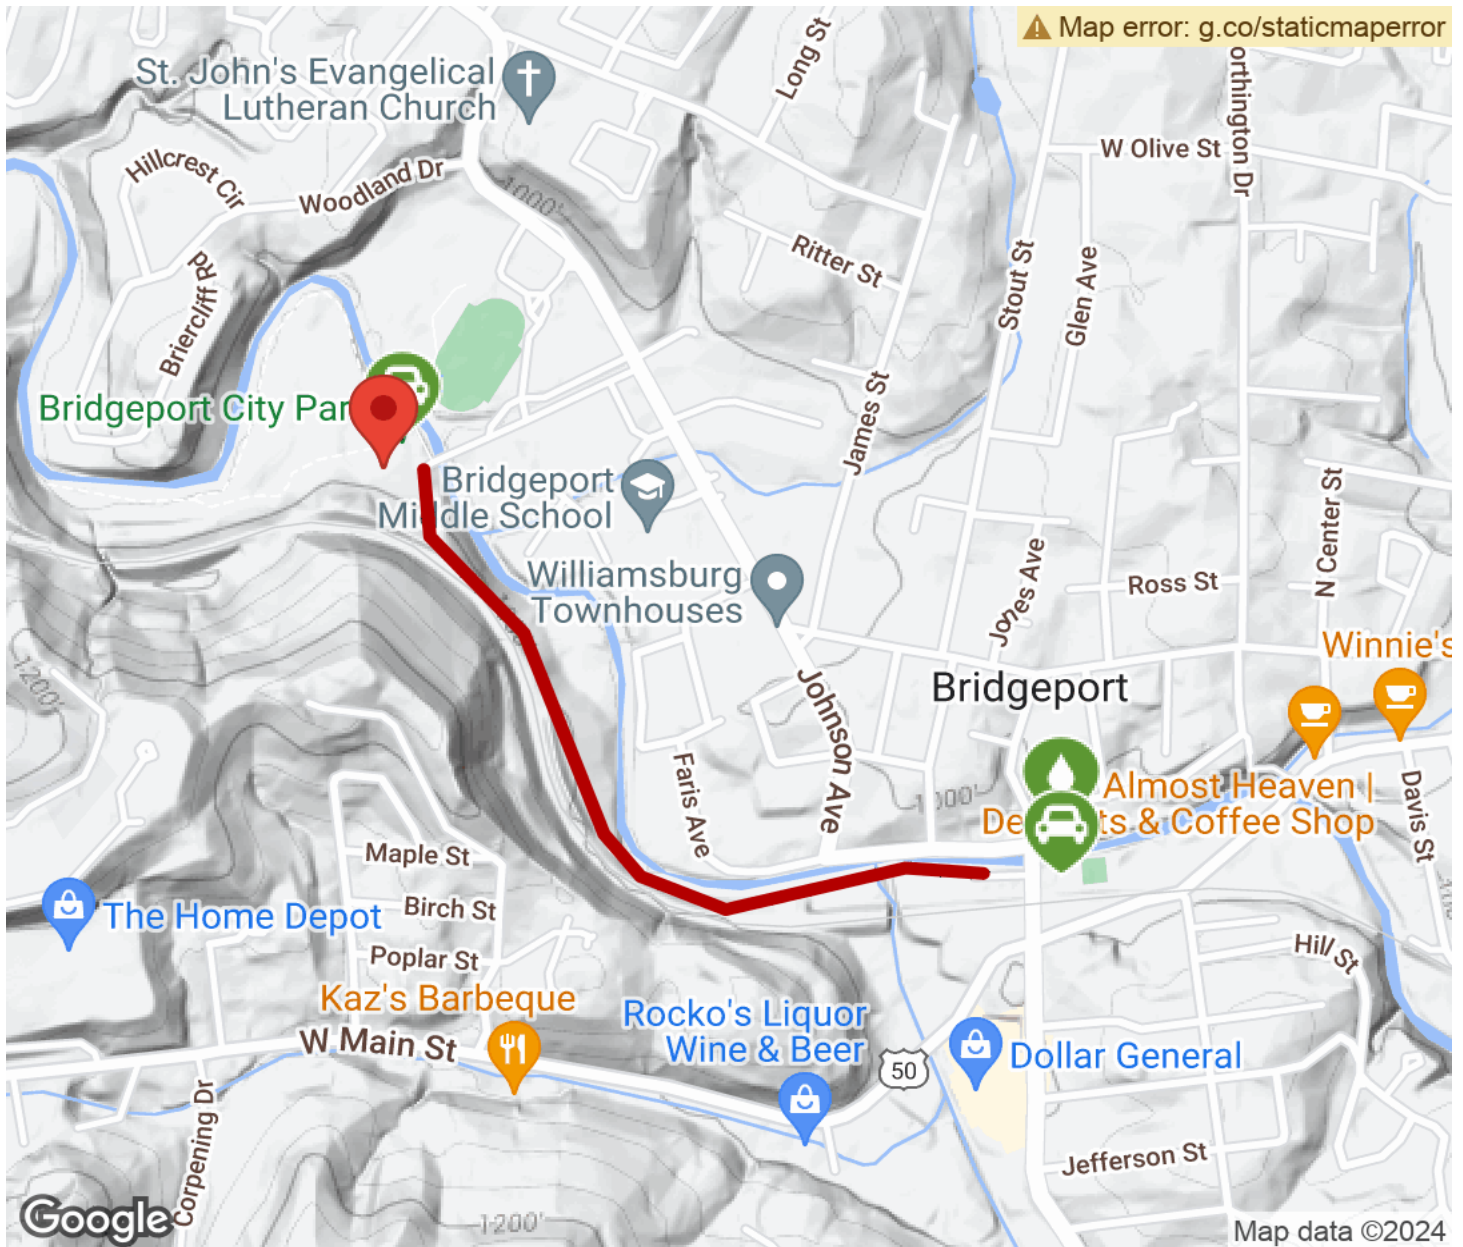 Map error: g.co/staticmaperror
St. John's Evangelical
Lutheran Church
Long St
orthington Dr
W Olive St
Hillcrest Cir
Woodland Dr
1000'
Ritter St
Stout St
Glen Ave
Briercliff Rd
Bridgeport City Par
James St
Bridgeport
Middle School
N Center St
Williamsburg
Townhouses
Jones Ave
Ross St
Winnie's
1200'
Johnson Ave
Bridgeport
Faris Ave
1000'
Almost Heaven |
De ts & Coffee Shop
Davis St
Maple St
Birch St
The Home Depot
Poplar St
Hill St
Kaz's Barbeque
W Main St
Rocko's Liquor
Wine & Beer
50
Dollar General
Corpening Dr
Jefferson St
1200'
Google
Map data ©2024